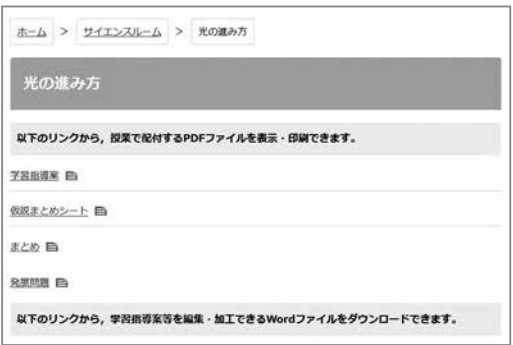 ホーム > サイエンスルーム > 光の進み方
光の進み方
以下のリンクから，授業で配付するPDFファイルを表示・印刷できます。
学習指導案
仮説まとめシート
まとめ
発展問題
以下のリンクから，学習指導案等を編集・加工できるWordファイルをダウンロードできます。